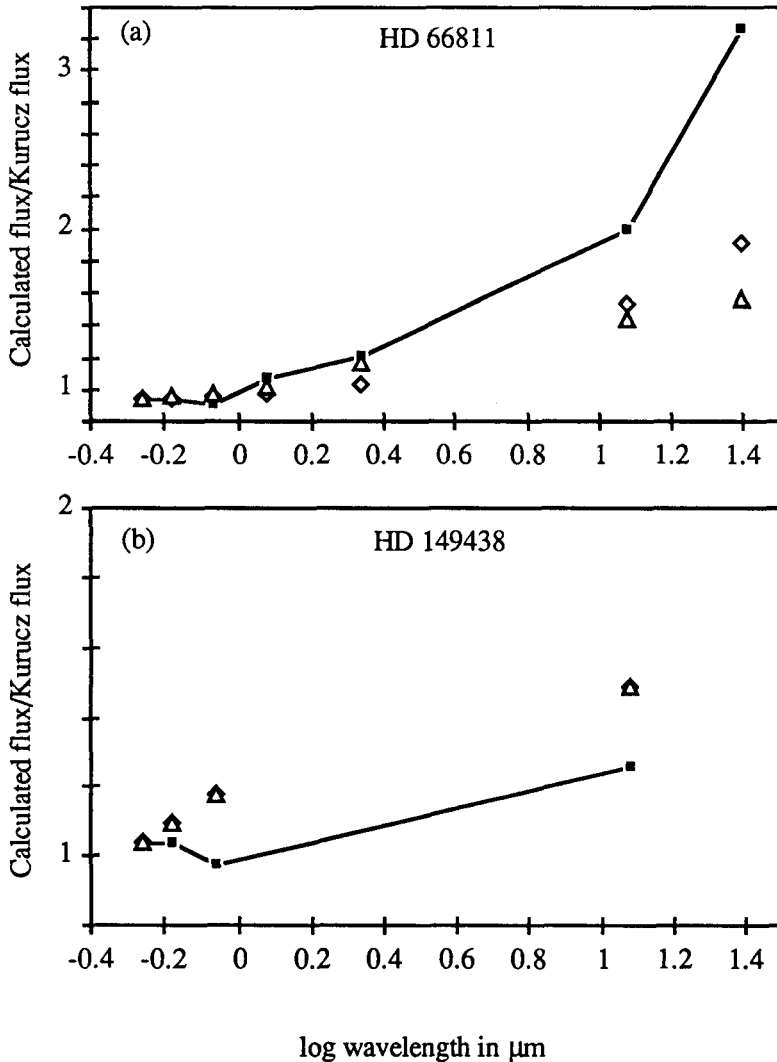 (a)
HD 66811
3
2
1
Calculated flux/Kurucz flux
-0.4 -0.2 0 0.2 0.4 0.6 0.8 1 1.2 1.4
2
(b)
HD 149438
1
Calculated flux/Kurucz flux
-0.4 -0.2 0 0.2 0.4 0.6 0.8 1 1.2 1.4
log wavelength in µm